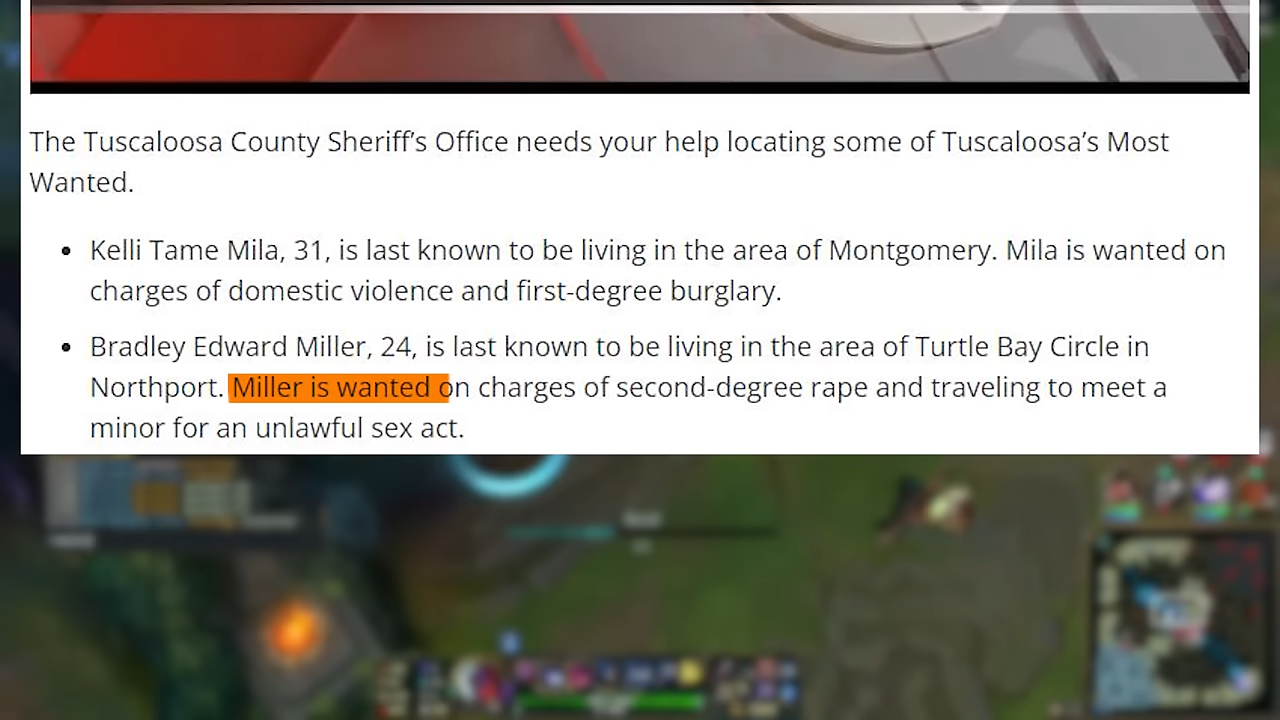 The Tuscaloosa County Sheriff’s Office needs your help locating some of Tuscaloosa’s Most
Wanted.
• Kelli Tame Mila, 31, is last known to be living in the area of Montgomery. Mila is wanted on
charges of domestic violence and first-degree burglary.
• Bradley Edward Miller, 24, is last known to be living in the area of Turtle Bay Circle in
Northport. Miller is wanted on charges of second-degree rape and traveling to meet a
minor for an unlawful sex act.